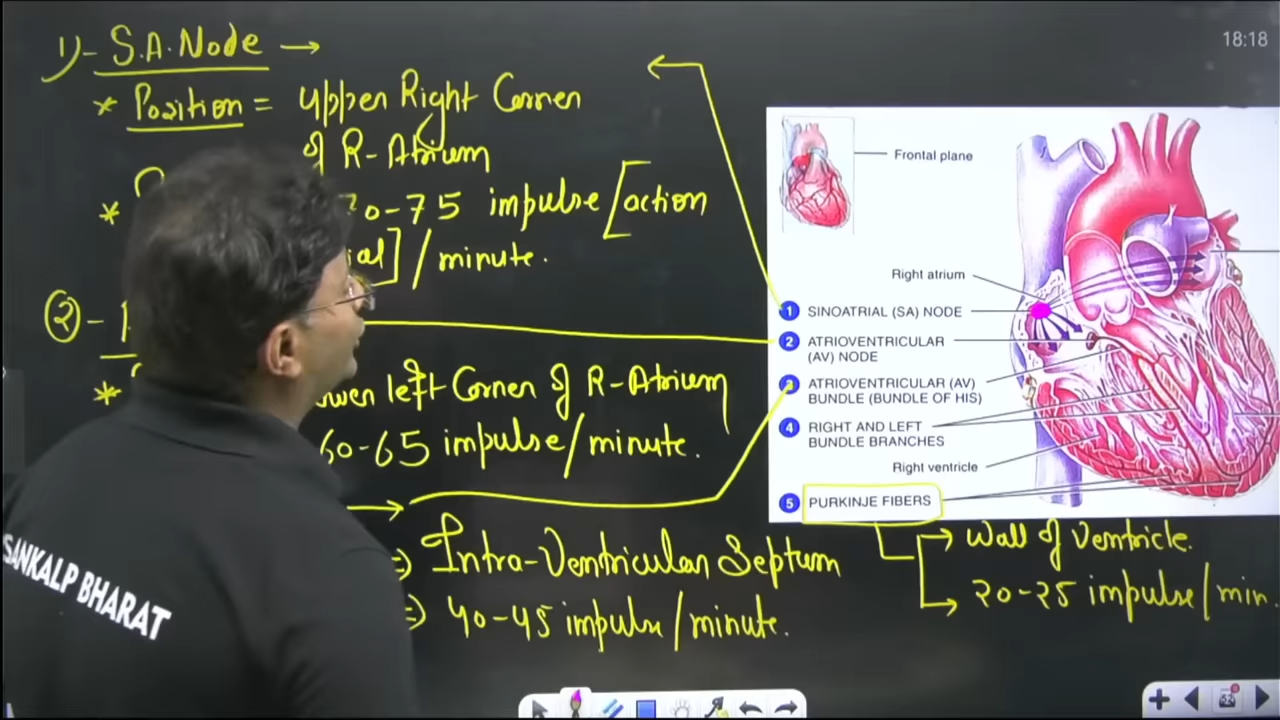 1)- S.A. Node →
* Position = upper Right Corner
of R-Atrium
* 70-75 impulse/[action
ial]/minute.
②-
* lower left Corner of R-Atrium
60-65 impulse/minute.
→
⇒ Intra-Ventricular Septum
⇒ 40-45 impulse/minute.
18:18
Frontal plane
Right atrium
1 SINOATRIAL (SA) NODE
2 ATRIOVENTRICULAR
(AV) NODE
3 ATRIOVENTRICULAR (AV)
BUNDLE (BUNDLE OF HIS)
4 RIGHT AND LEFT
BUNDLE BRANCHES
Right ventricle
5 PURKINJE FIBERS
→ Wall of Ventricle.
→ 20-25 impulse/min.
SANKALP BHARAT